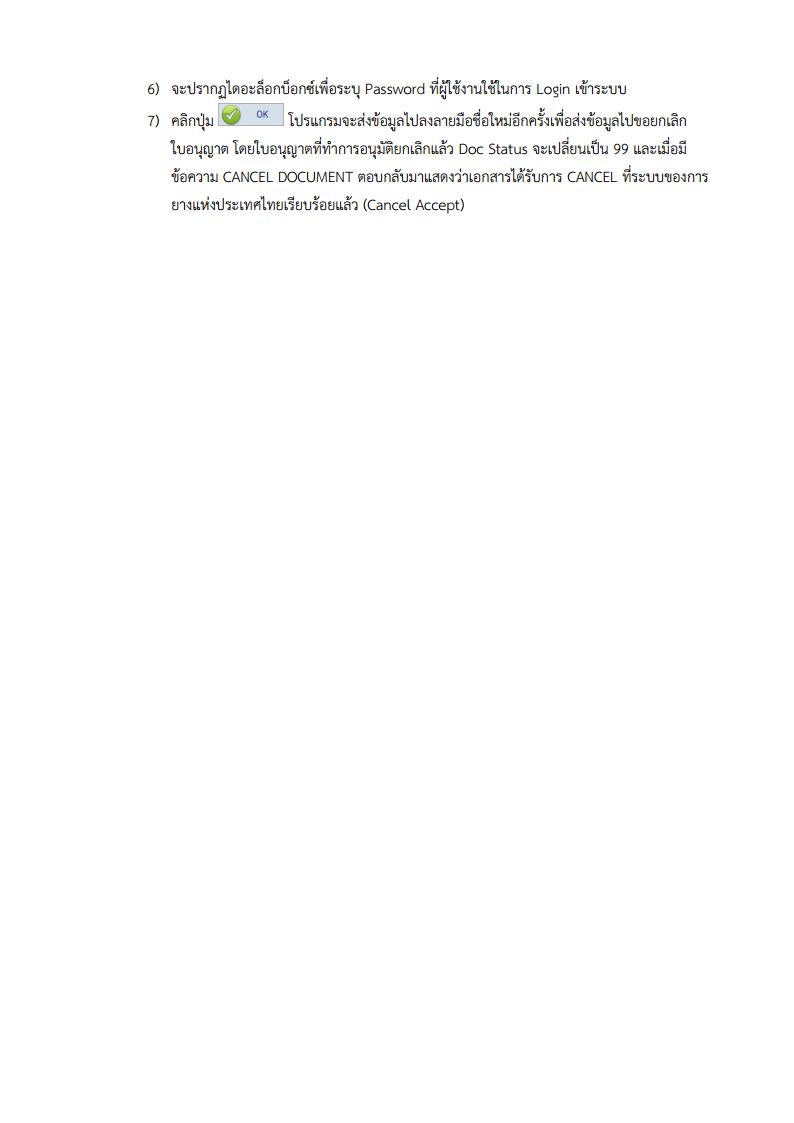 6) จะปรากฏไดอะล็อกบ็อกซ์เพื่อระบุ Password ที่ผู้ใช้งานใช้ในการ Login เข้าระบบ
7) คลิกปุ่ม OK โปรแกรมจะส่งข้อมูลไปลงลายมือชื่อใหม่อีกครั้งเพื่อส่งข้อมูลไปขอยกเลิก
ใบอนุญาต โดยใบอนุญาตที่ทำการอนุมัติยกเลิกแล้ว Doc Status จะเปลี่ยนเป็น 99 และเมื่อมี
ข้อความ CANCEL DOCUMENT ตอบกลับมาแสดงว่าเอกสารได้รับการ CANCEL ที่ระบบของการ
ยางแห่งประเทศไทยเรียบร้อยแล้ว (Cancel Accept)